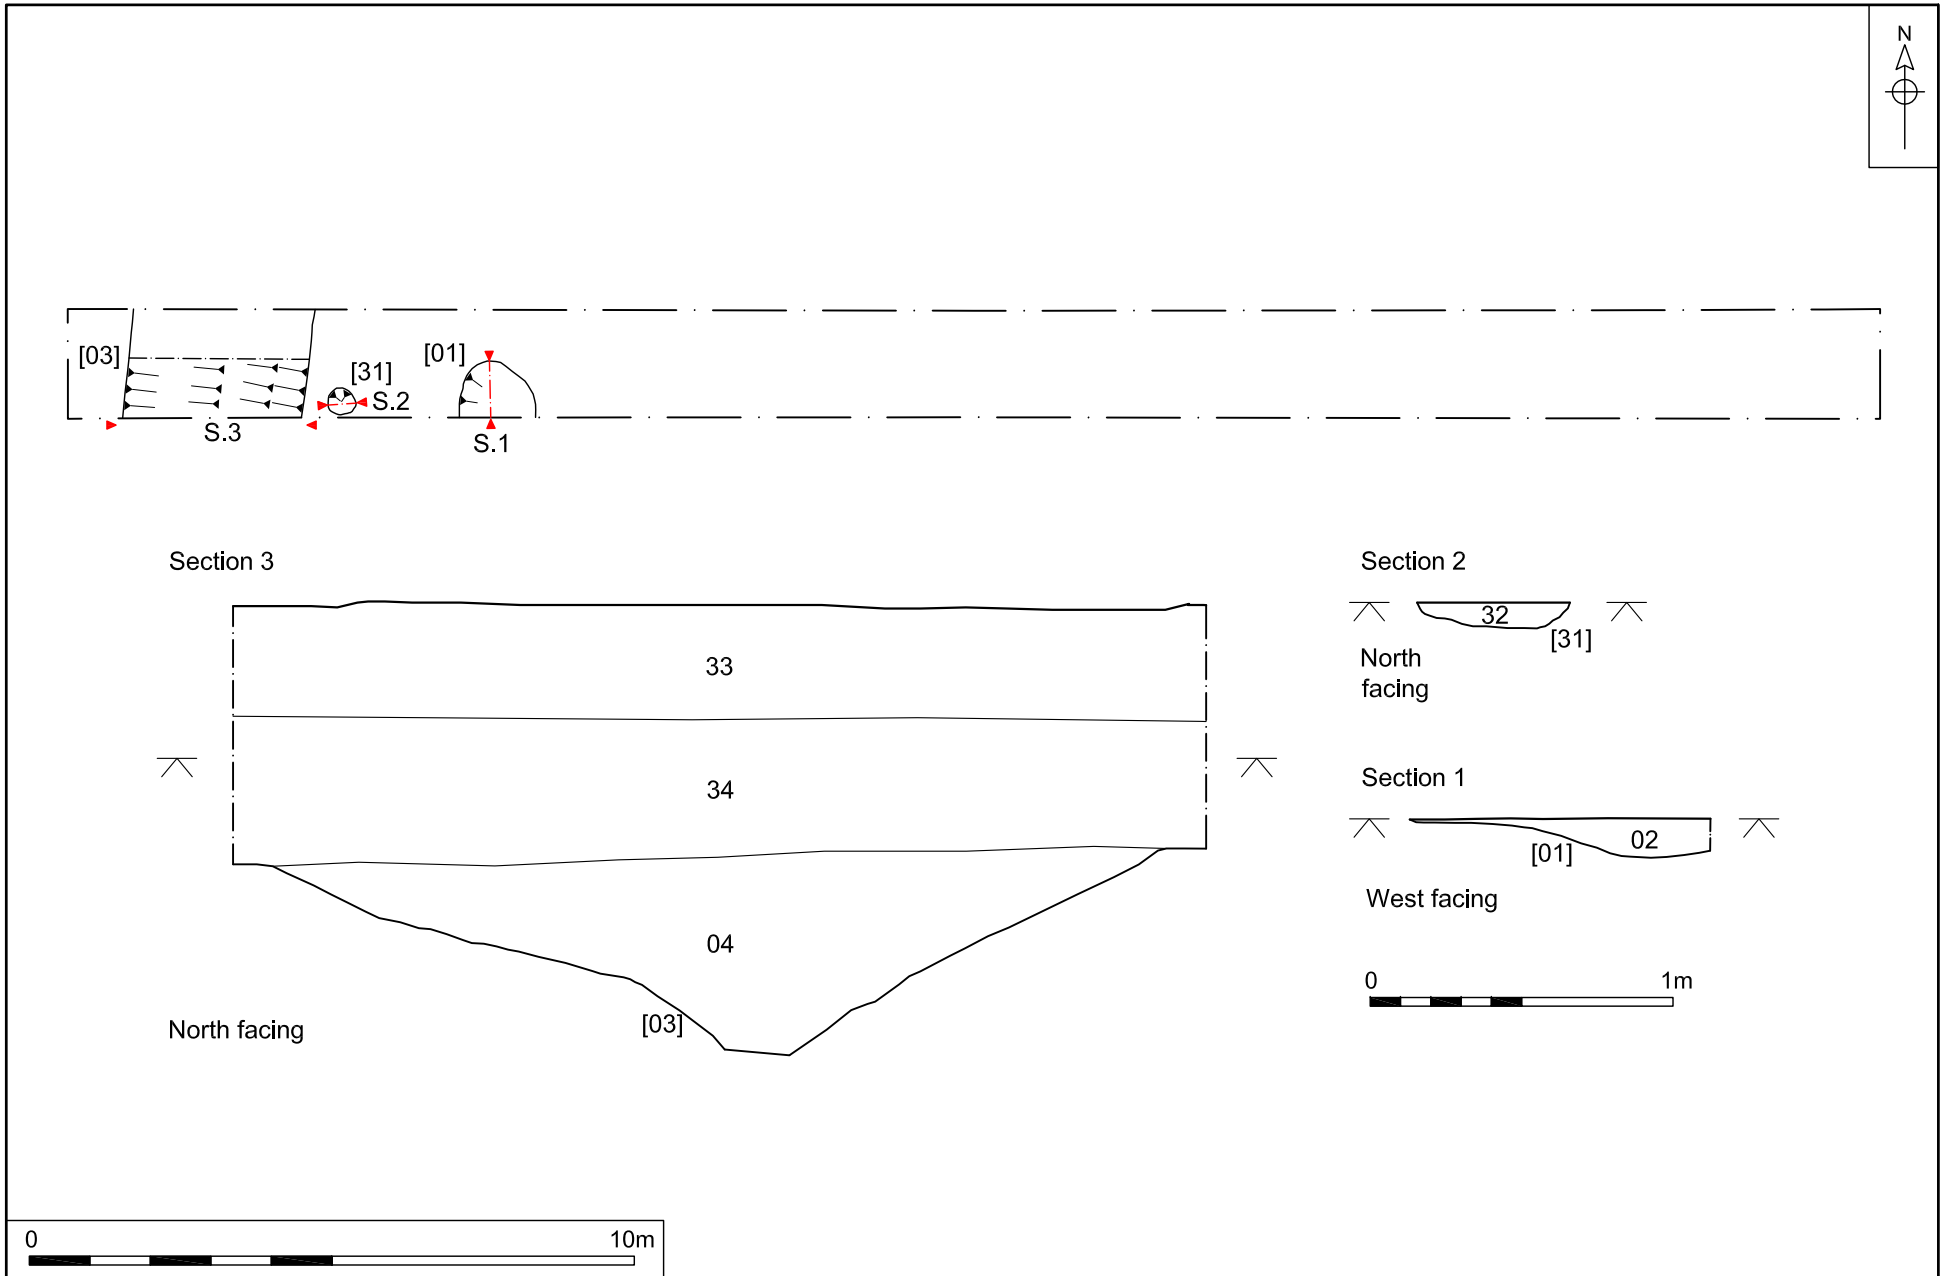 N
[03]
[31]
[01]
S.2
S.3
S.1
Section 3
33
34
04
[03]
North facing
Section 2
32
[31]
North
facing
Section 1
02
[01]
West facing
0 1m
0 10m